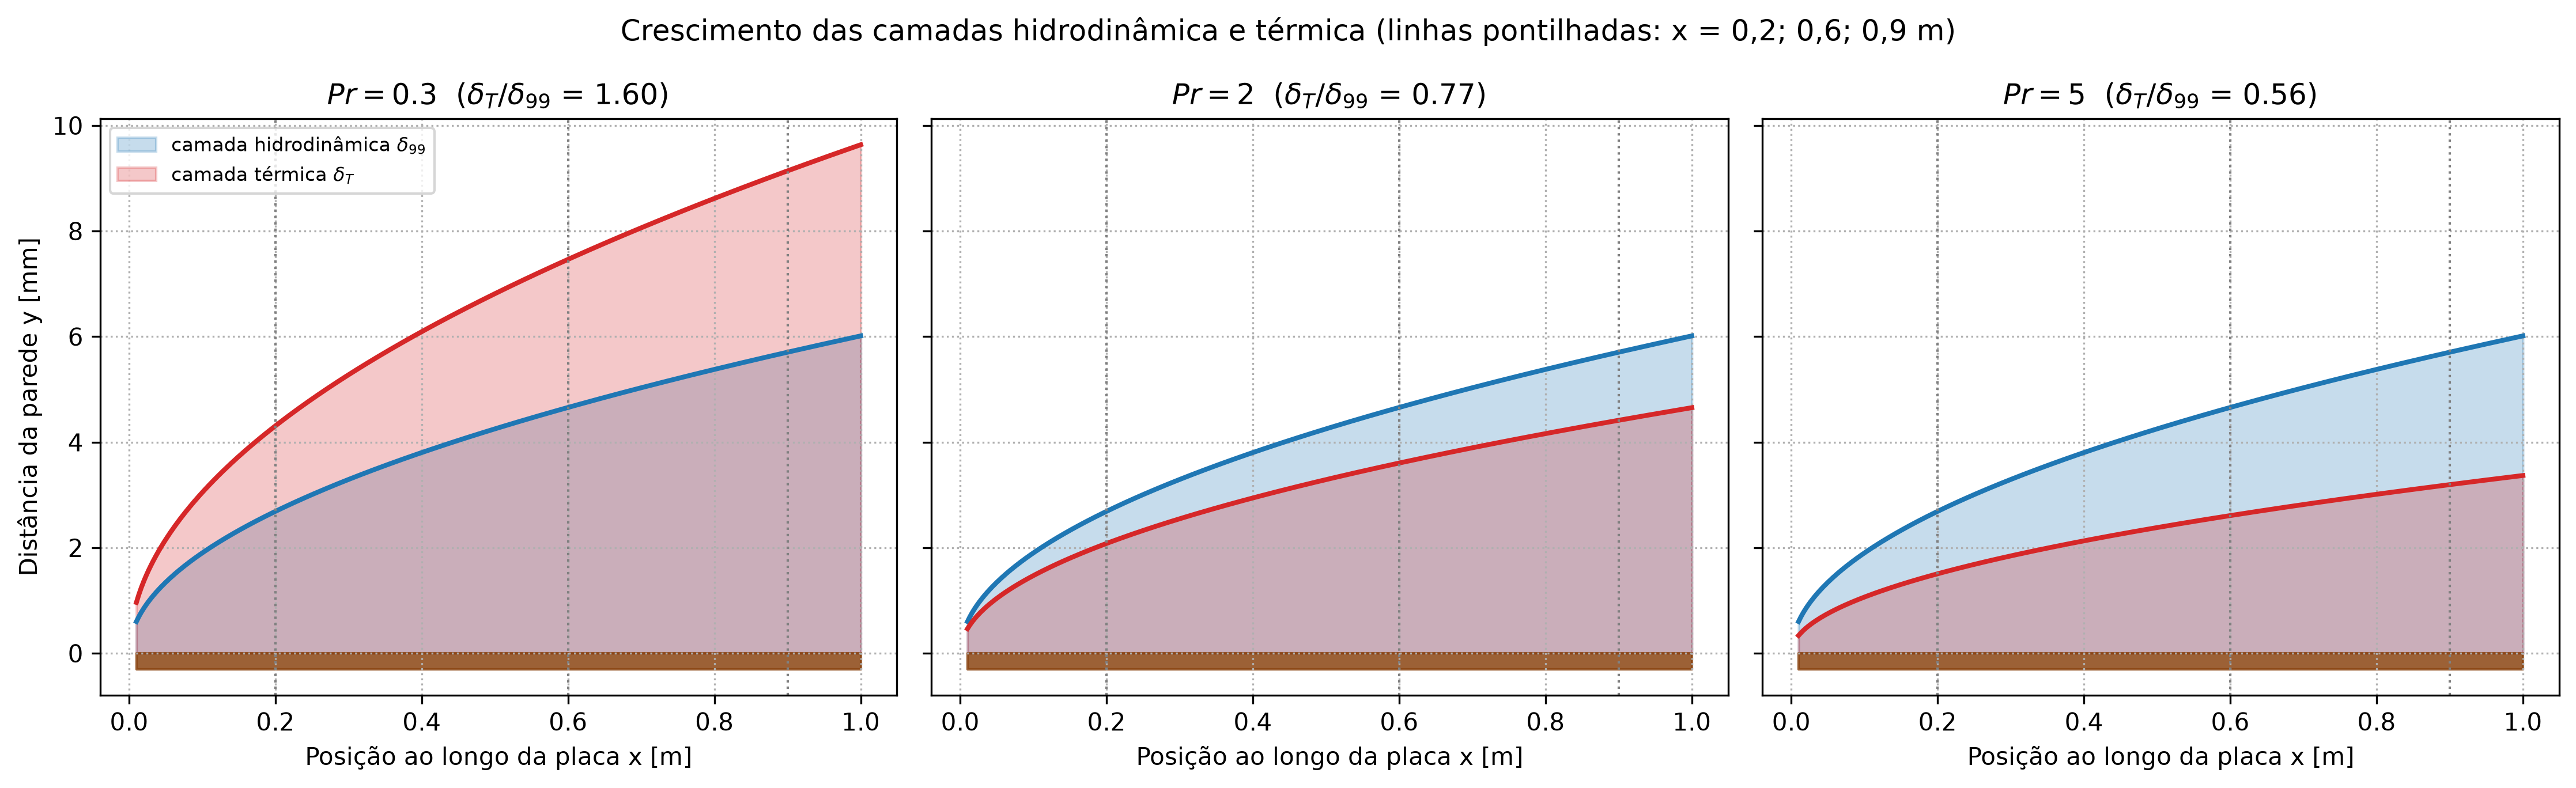 Crescimento das camadas hidrodinâmica e térmica (linhas pontilhadas: x = 0,2; 0,6; 0,9 m)
Pr = 0.3 (δT/δ99 = 1.60)
Pr = 2 (δT/δ99 = 0.77)
Pr = 5 (δT/δ99 = 0.56)
camada hidrodinâmica δ99
camada térmica δT
Distância da parede y [mm]
10
8
6
4
2
0
0.0 0.2 0.4 0.6 0.8 1.0
0.0 0.2 0.4 0.6 0.8 1.0
0.0 0.2 0.4 0.6 0.8 1.0
Posição ao longo da placa x [m]
Posição ao longo da placa x [m]
Posição ao longo da placa x [m]